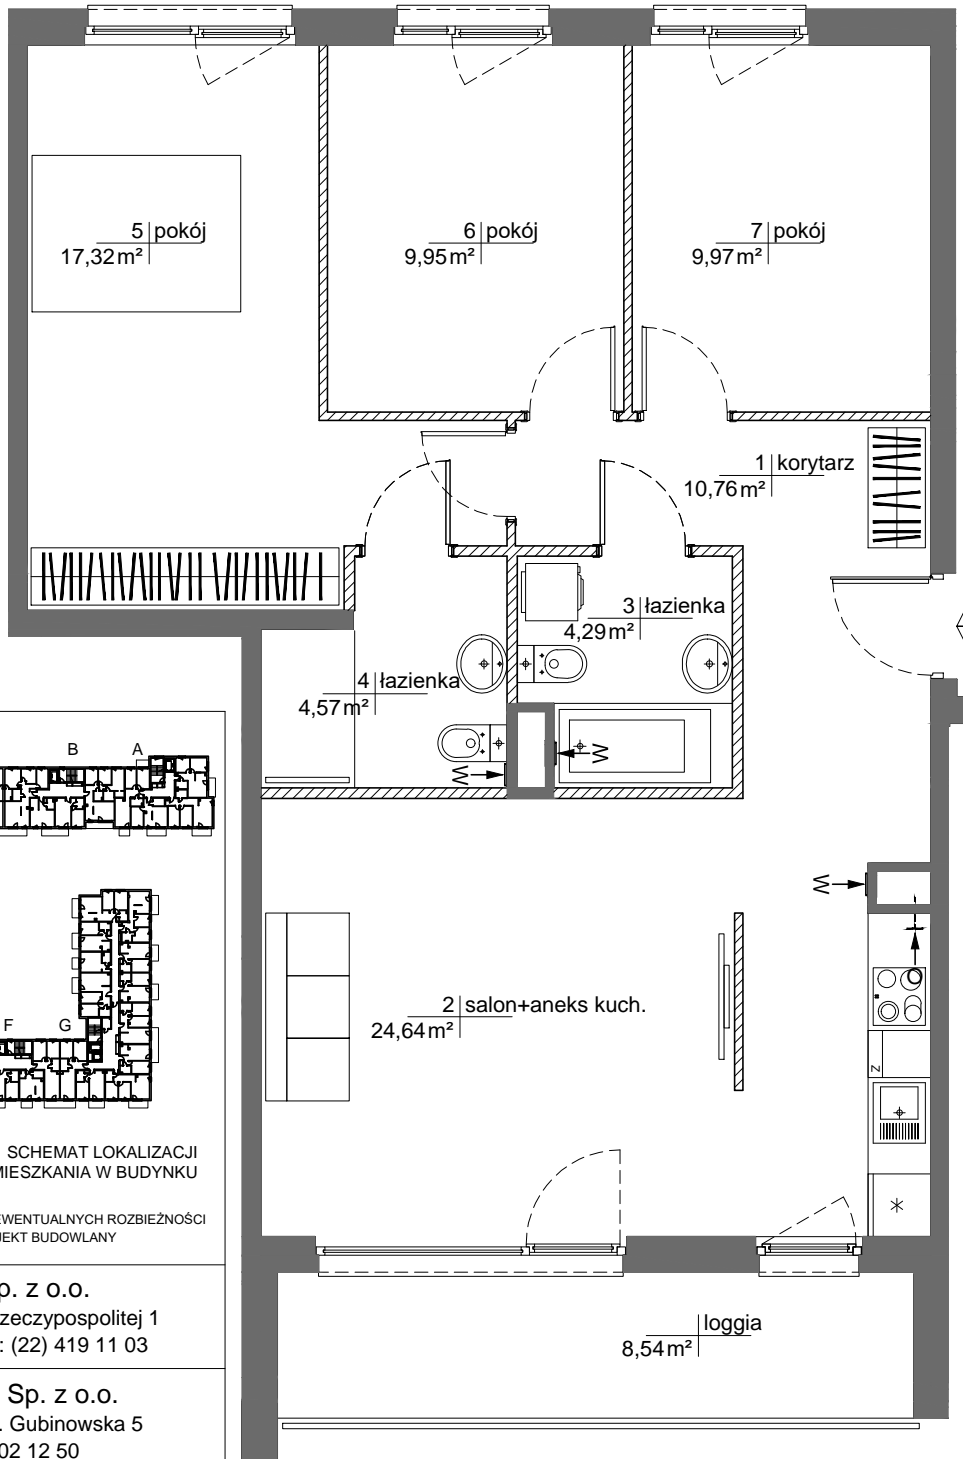 5 pokój
17,32 m²
6 pokój
9,95 m²
7 pokój
9,97 m²
1 korytarz
10,76 m²
3 łazienka
4,29 m²
4 łazienka
4,57 m²
W
W
W
B A
2 salon+aneks kuch.
24,64 m²
Z
F G
SCHEMAT LOKALIZACJI
MIESZKANIA W BUDYNKU
EWENTUALNYCH ROZBIEŻNOŚCI
JEKT BUDOWLANY
p. z o.o.
zeczypospolitej 1
: (22) 419 11 03
Sp. z o.o.
. Gubinowska 5
02 12 50
loggia
8,54 m²